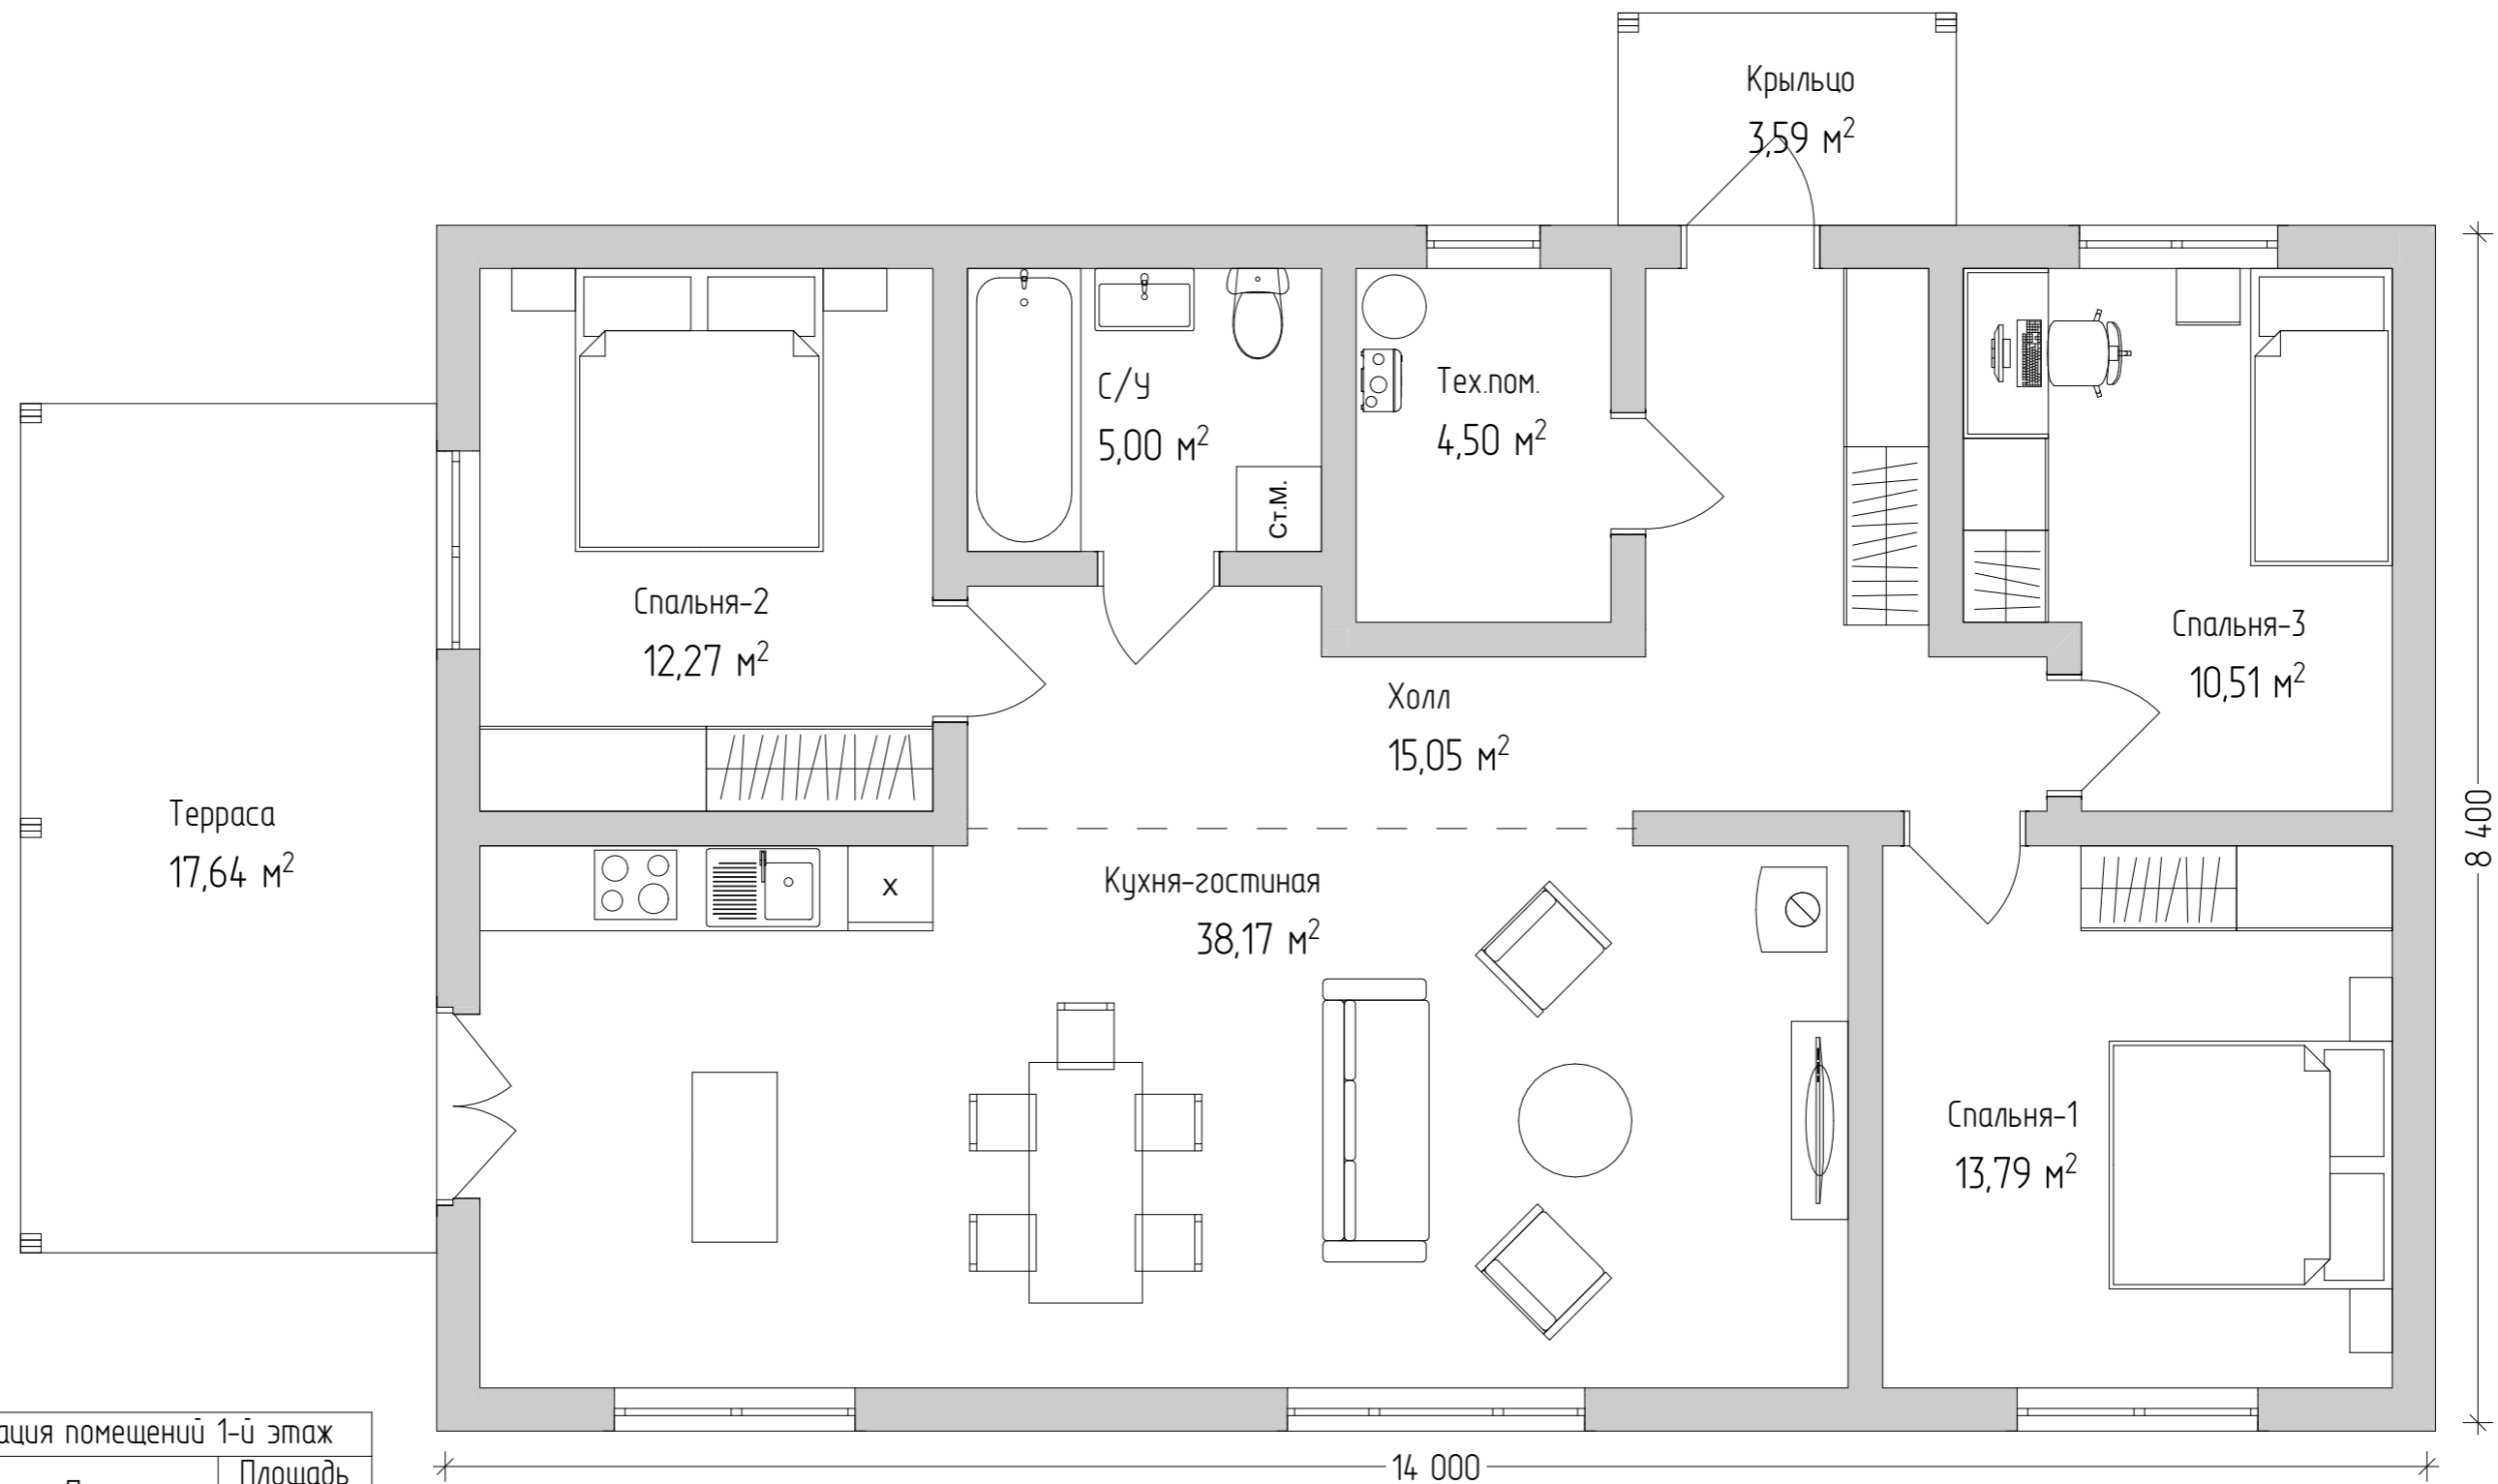 Крыльцо
3,59 м²
С/У
5,00 м²
Тех.пом.
4,50 м²
Ст.М.
Спальня-2
12,27 м²
Спальня-3
10,51 м²
Холл
15,05 м²
Терраса
17,64 м²
Кухня-гостиная
38,17 м²
х
8 400
Спальня-1
13,79 м²
помещений 1-й этаж
Площадь
14 000